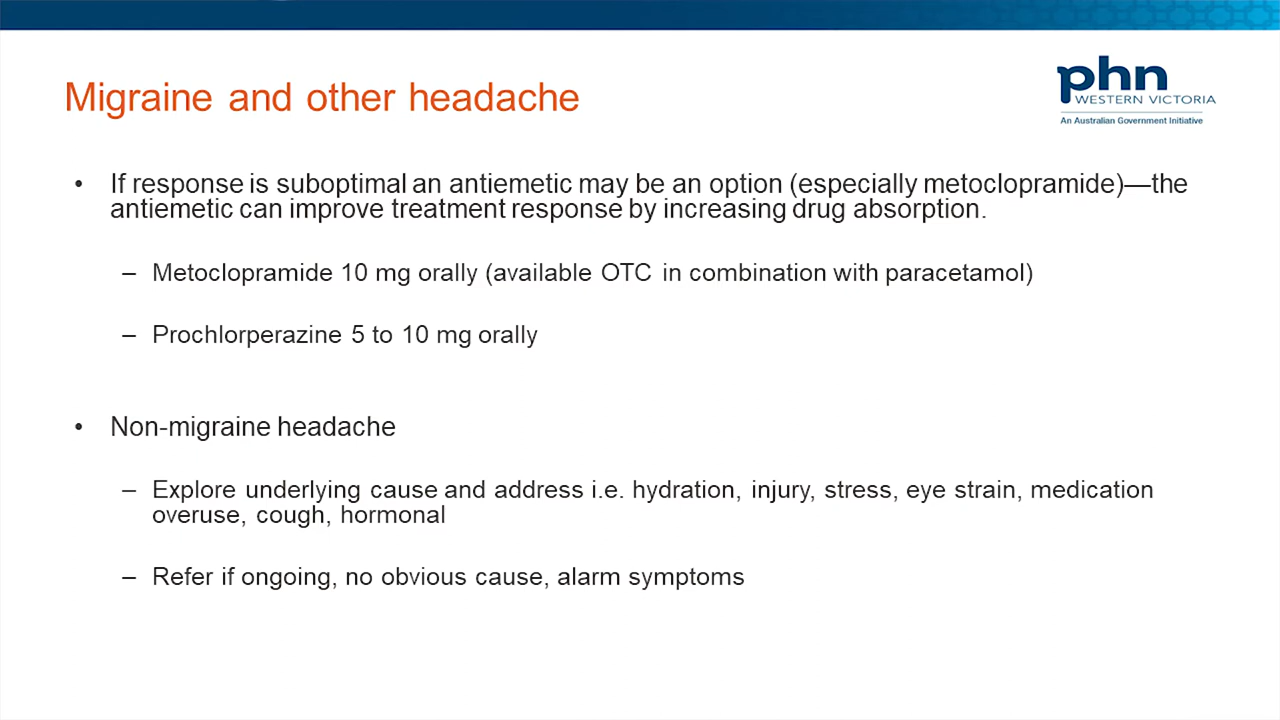 Migraine and other headache
phn
WESTERN VICTORIA
An Australian Government Initiative
• If response is suboptimal an antiemetic may be an option (especially metoclopramide)—the
antiemetic can improve treatment response by increasing drug absorption.
– Metoclopramide 10 mg orally (available OTC in combination with paracetamol)
– Prochlorperazine 5 to 10 mg orally
• Non-migraine headache
– Explore underlying cause and address i.e. hydration, injury, stress, eye strain, medication
overuse, cough, hormonal
– Refer if ongoing, no obvious cause, alarm symptoms